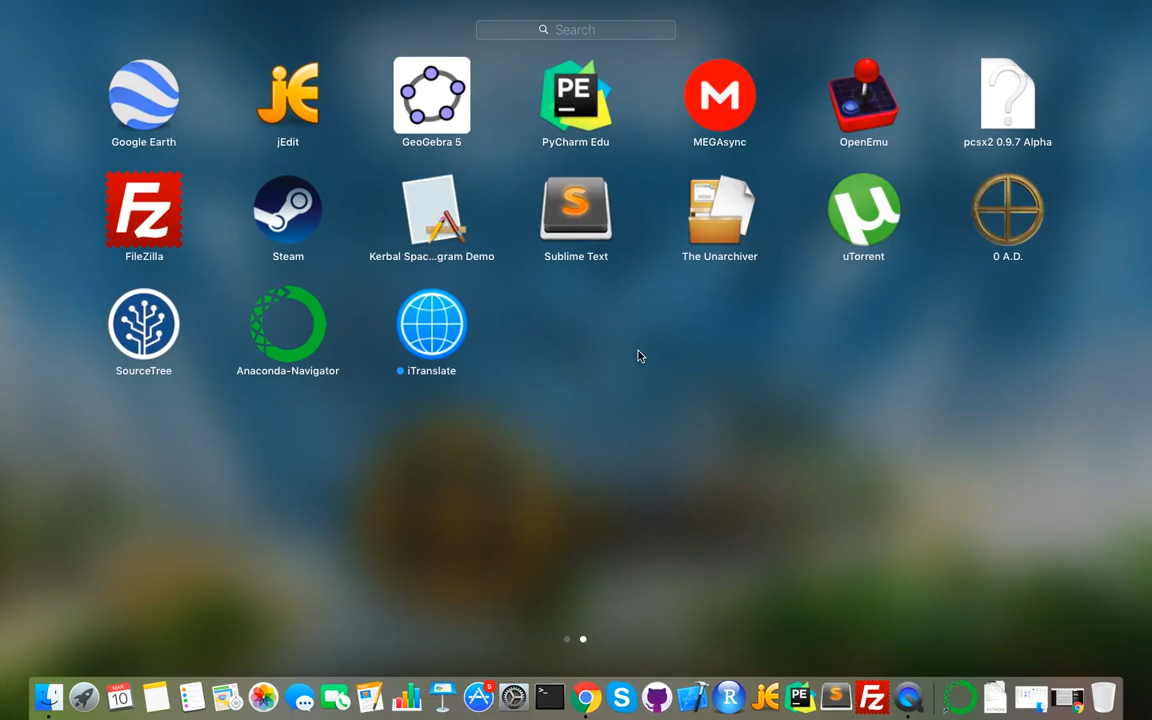 Search
Google Earth
jEdit
GeoGebra 5
PyCharm Edu
MEGAsync
OpenEmu
pcsx2 0.9.7 Alpha
FileZilla
Steam
Kerbal Spac...gram Demo
Sublime Text
The Unarchiver
uTorrent
0 A.D.
SourceTree
Anaconda-Navigator
iTranslate